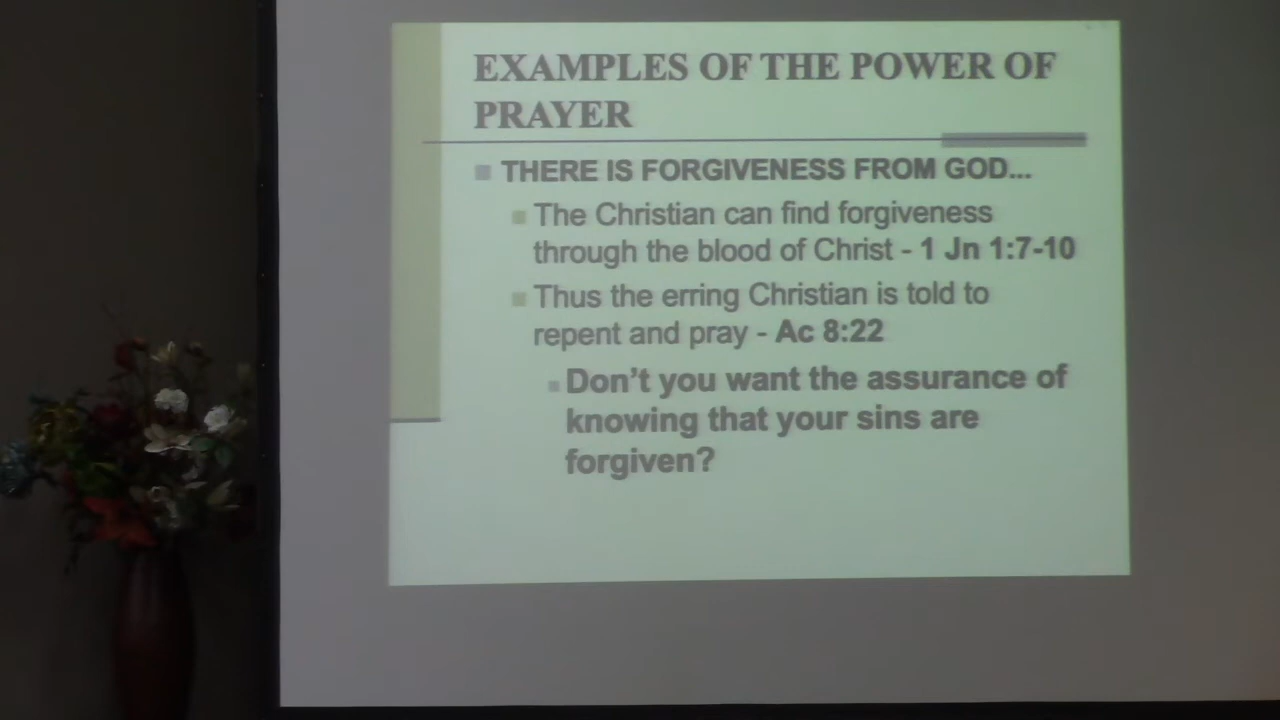 EXAMPLES OF THE POWER OF
PRAYER
THERE IS FORGIVENESS FROM GOD...
The Christian can find forgiveness
through the blood of Christ - 1 Jn 1:7-10
Thus the erring Christian is told to
repent and pray - Ac 8:22
Don't you want the assurance of
knowing that your sins are
forgiven?